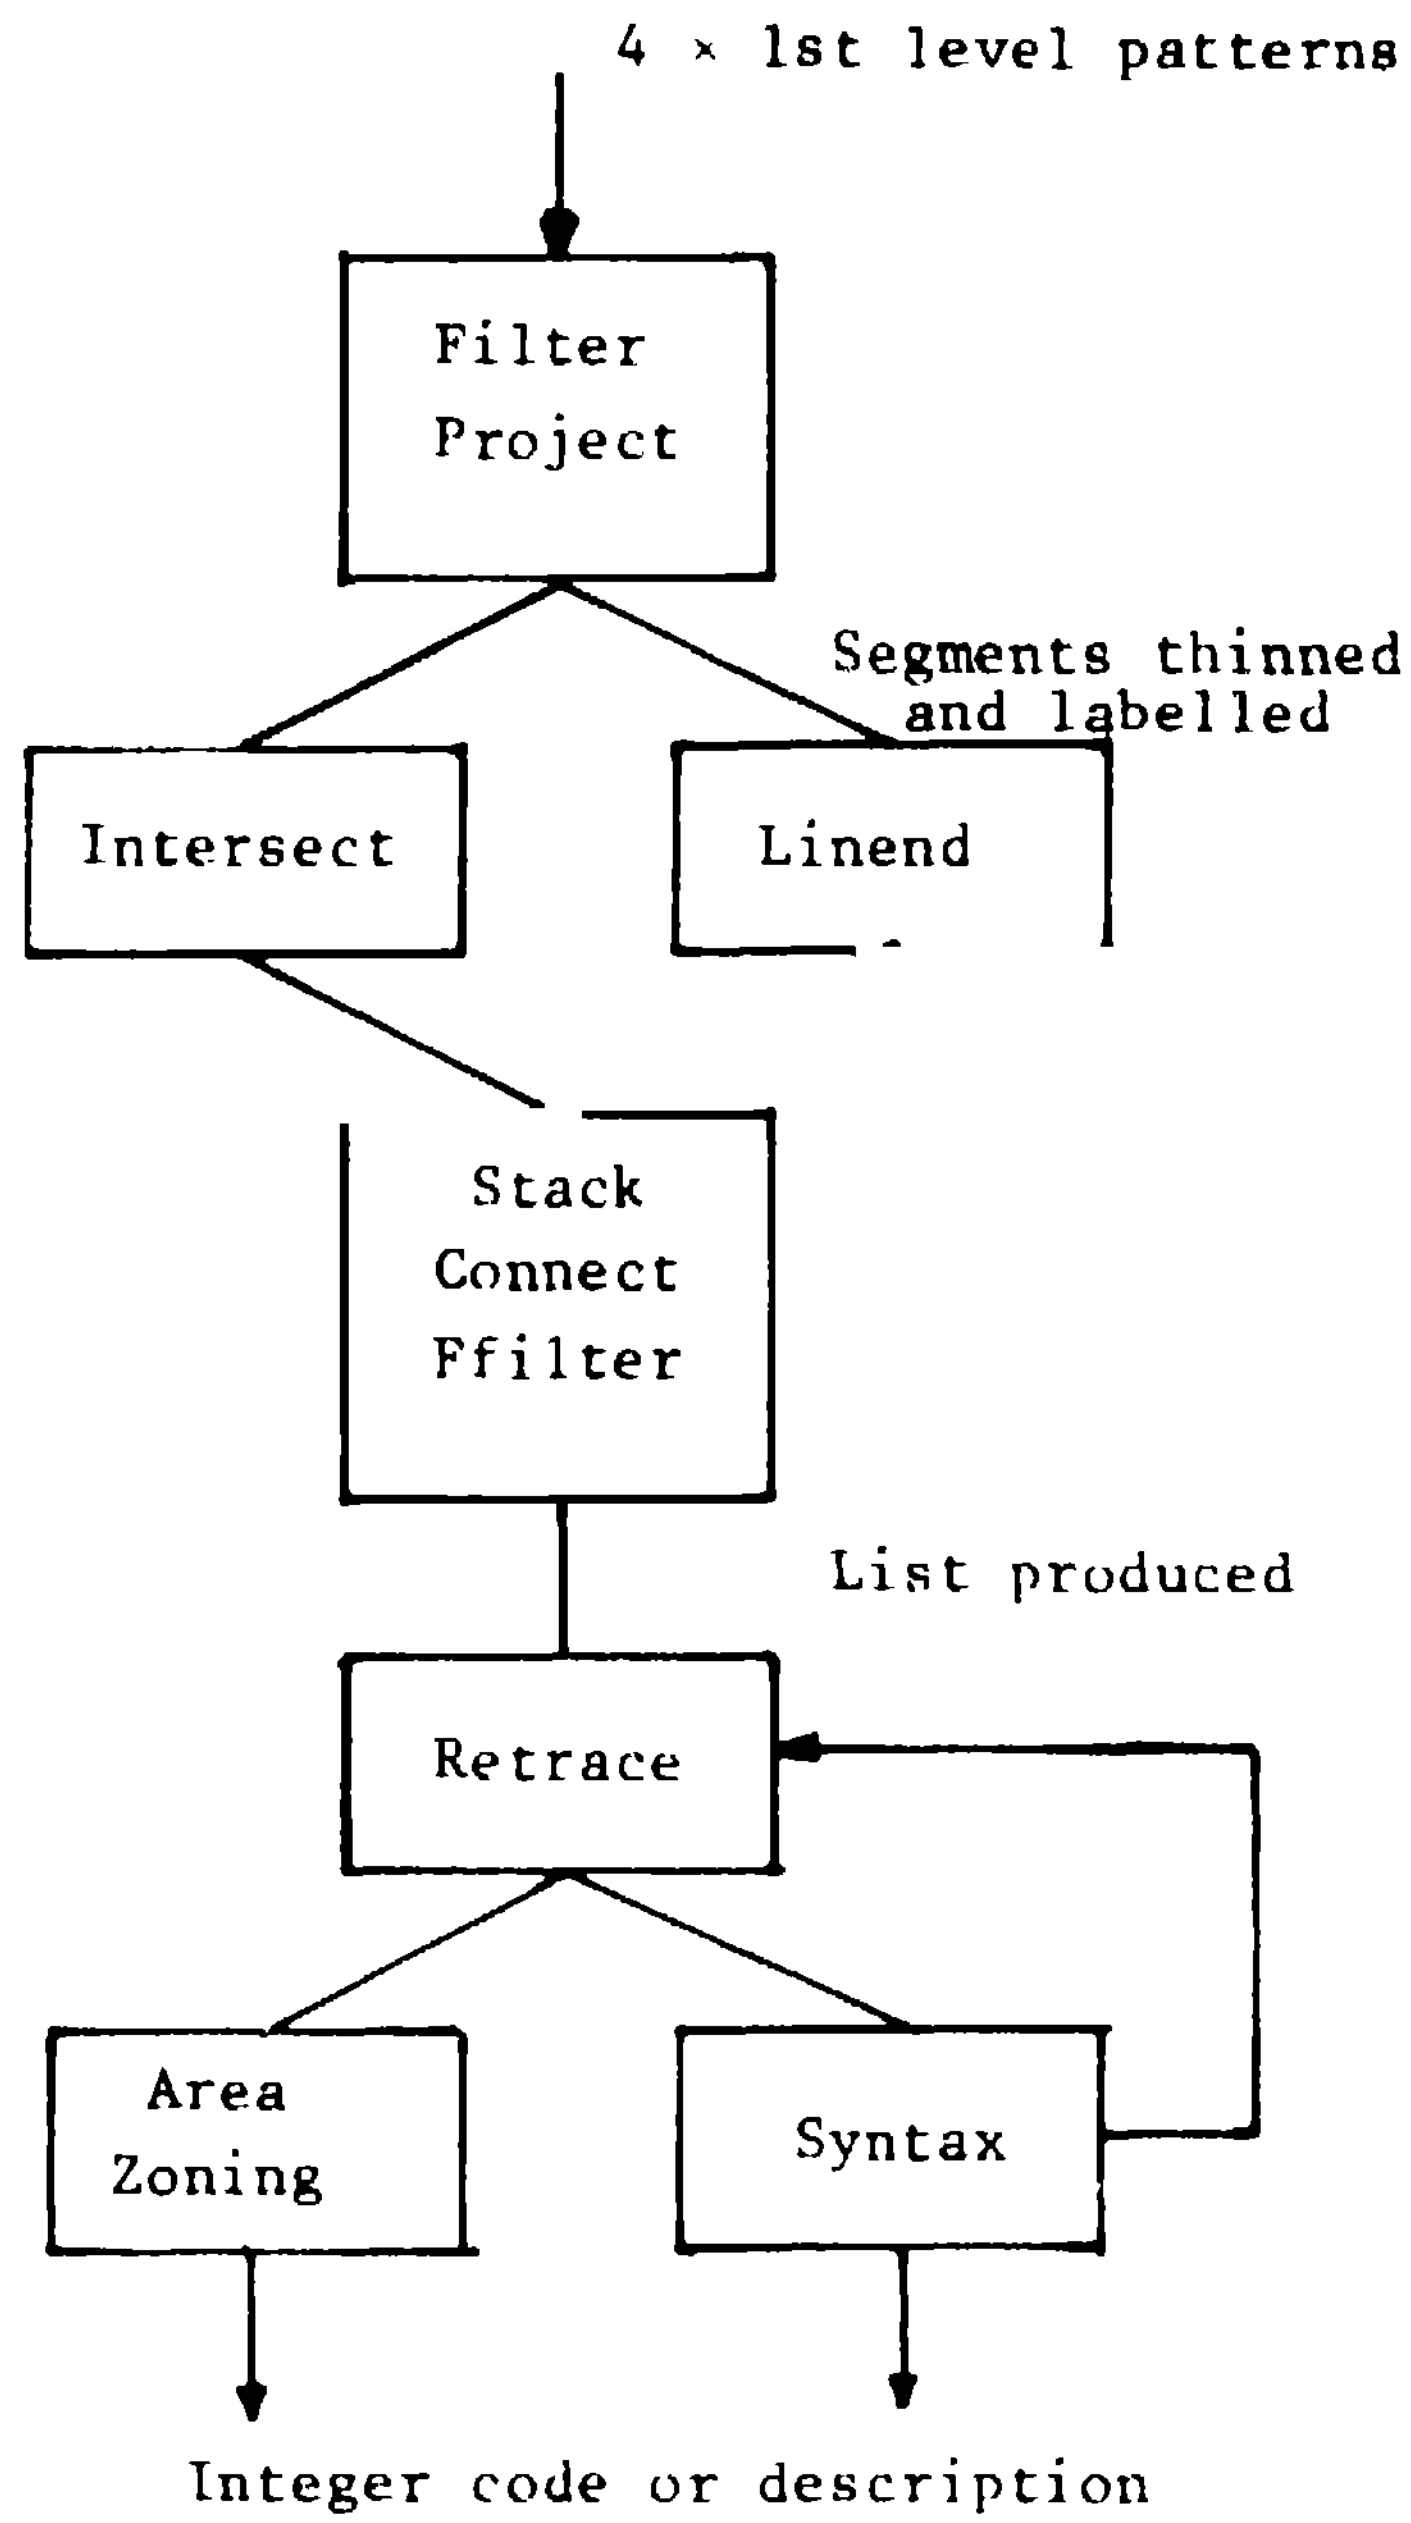 4 × 1st level patterns
Filter
Project
Segments thinned
and labelled
Intersect
Linend
Stack
Connect
Ffilter
List produced
Retrace
Area
Zoning
Syntax
Integer code or description